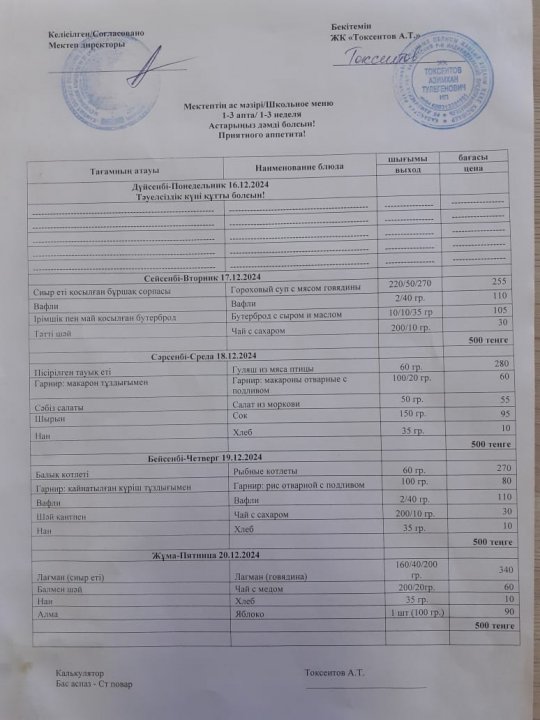 Келісілген/Согласовано
Мектеп директоры
Бекітемін
ЖК «Токсеитов А.Т.»
Токсеитов
ЖК
ТОКСЕИТОВ
АЗИМХАН
ТУЛЕГЕНОВИЧ
ИП
Мектептің ас мәзірі/Школьное меню
1-3 апта/ 1-3 неделя
Астарыңыз дәмді болсын!
Приятного аппетита!
Тағамның атауы Наименование блюда шығымы выход бағасы цена
Дүйсенбі-Понедельник 16.12.2024
Тәуелсіздік күні құтты болсын!
Сейсенбі-Вторник 17.12.2024
Сиыр еті қосылған бұршақ сорпасы Гороховый суп с мясом говядины 220/50/270 255
Вафли Вафли 2/40 гр. 110
Ірімшік пен май қосылған бутерброд Бутерброд с сыром и маслом 10/10/35 гр 105
Тәтті шай Чай с сахаром 200/10 гр. 30
500 тенге
Сәрсенбі-Среда 18.12.2024
Пісірілген тауық еті Гуляш из мяса птицы 60 гр. 280
Гарнир: макарон тұздығымен Гарнир: макароны отварные с подливом 100/20 гр. 60
Сәбіз салаты Салат из моркови 50 гр. 55
Шырын Сок 150 гр. 95
Нан Хлеб 35 гр. 10
500 тенге
Бейсенбі-Четверг 19.12.2024
Балық котлеті Рыбные котлеты 60 гр. 270
Гарнир: қайнатылған күріш тұздығымен Гарнир: рис отварной с подливом 100 гр. 80
Вафли Вафли 2/40 гр. 110
Шай қантпен Чай с сахаром 200/10 гр. 30
Нан Хлеб 35 гр. 10
500 тенге
Жұма-Пятница 20.12.2024
Лағман (сиыр еті) Лагман (говядина) 160/40/200 гр. 340
Балмен шай Чай с медом 200/20гр. 60
Нан Хлеб 35 гр. 10
Алма Яблоко 1 шт (100 гр.) 90
500 тенге
Калькулятор Токсеитов А.Т.
Бас аспаз - Ст повар